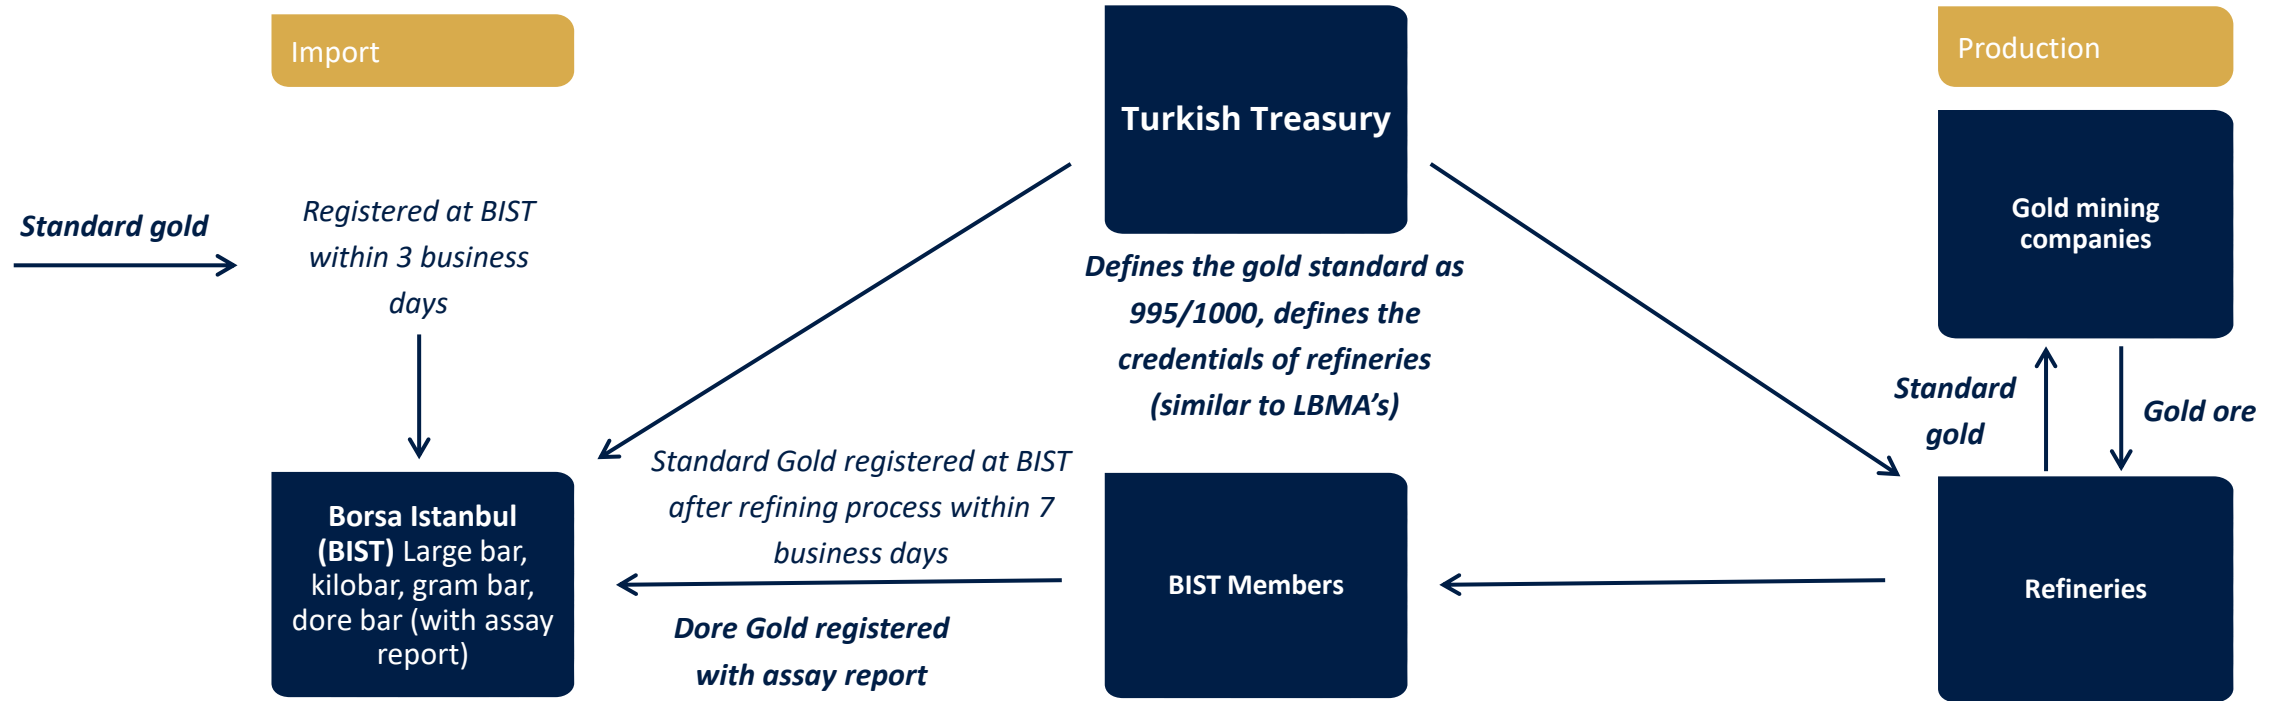 Import
Turkish Treasury
Production
Standard gold
Registered at BIST
within 3 business
days
Defines the gold standard as
995/1000, defines the
credentials of refineries
(similar to LBMA’s)
Gold mining
companies
Standard
gold
Gold ore
Borsa Istanbul
(BIST) Large bar,
kilobar, gram bar,
dore bar (with assay
report)
Standard Gold registered at BIST
after refining process within 7
business days
Dore Gold registered
with assay report
BIST Members
Refineries